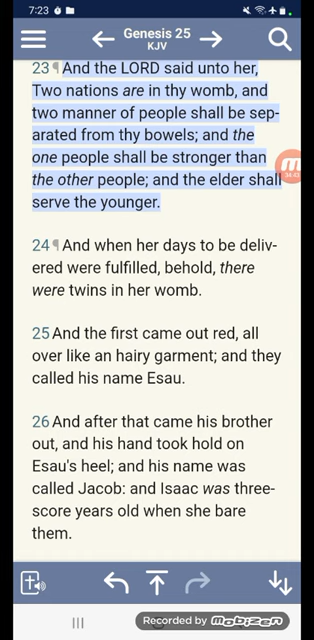 7:23
Genesis 25
KJV
23 ¶ And the LORD said unto her,
Two nations are in thy womb, and
two manner of people shall be sep-
arated from thy bowels; and the
one people shall be stronger than
the other people; and the elder shall
serve the younger.
24 ¶ And when her days to be deliv-
ered were fulfilled, behold, there
were twins in her womb.
25 And the first came out red, all
over like an hairy garment; and they
called his name Esau.
26 And after that came his brother
out, and his hand took hold on
Esau's heel; and his name was
called Jacob: and Isaac was three-
score years old when she bare
them.
Recorded by Mobizen